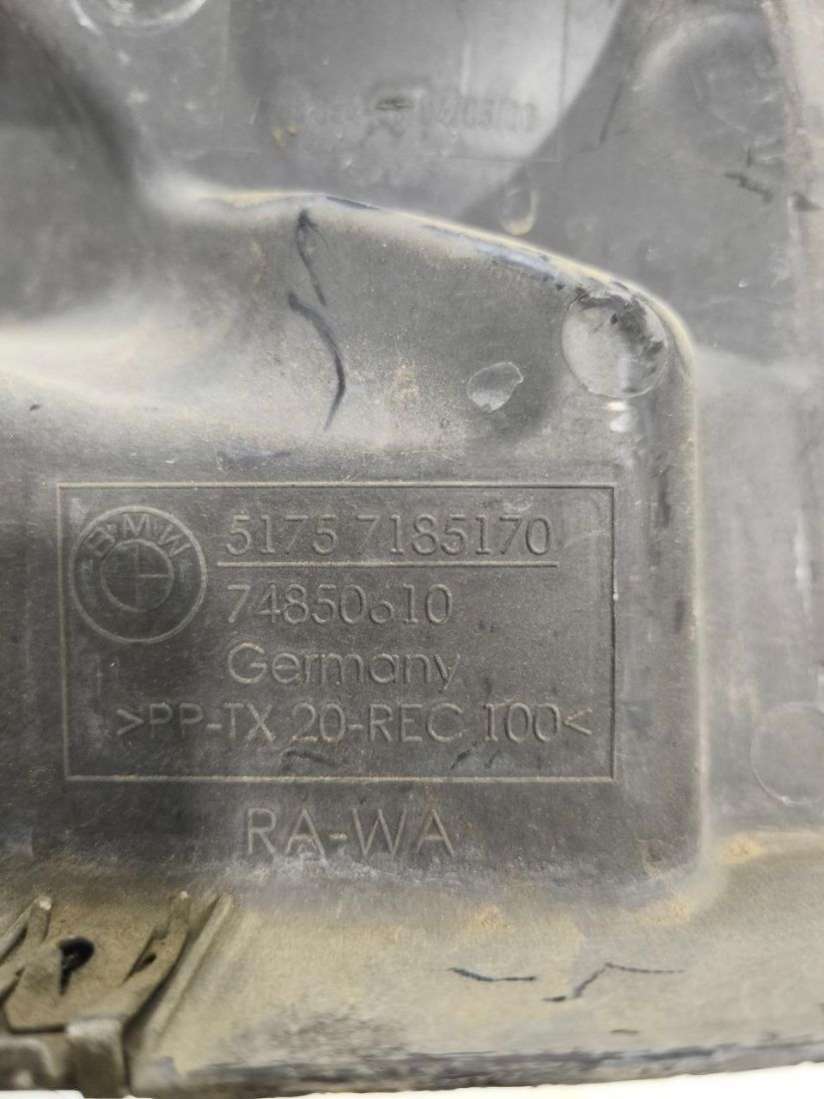 BMW
5175 7185170
74850610
Germany
>PP-TX 20-REC 100<
RA-WA